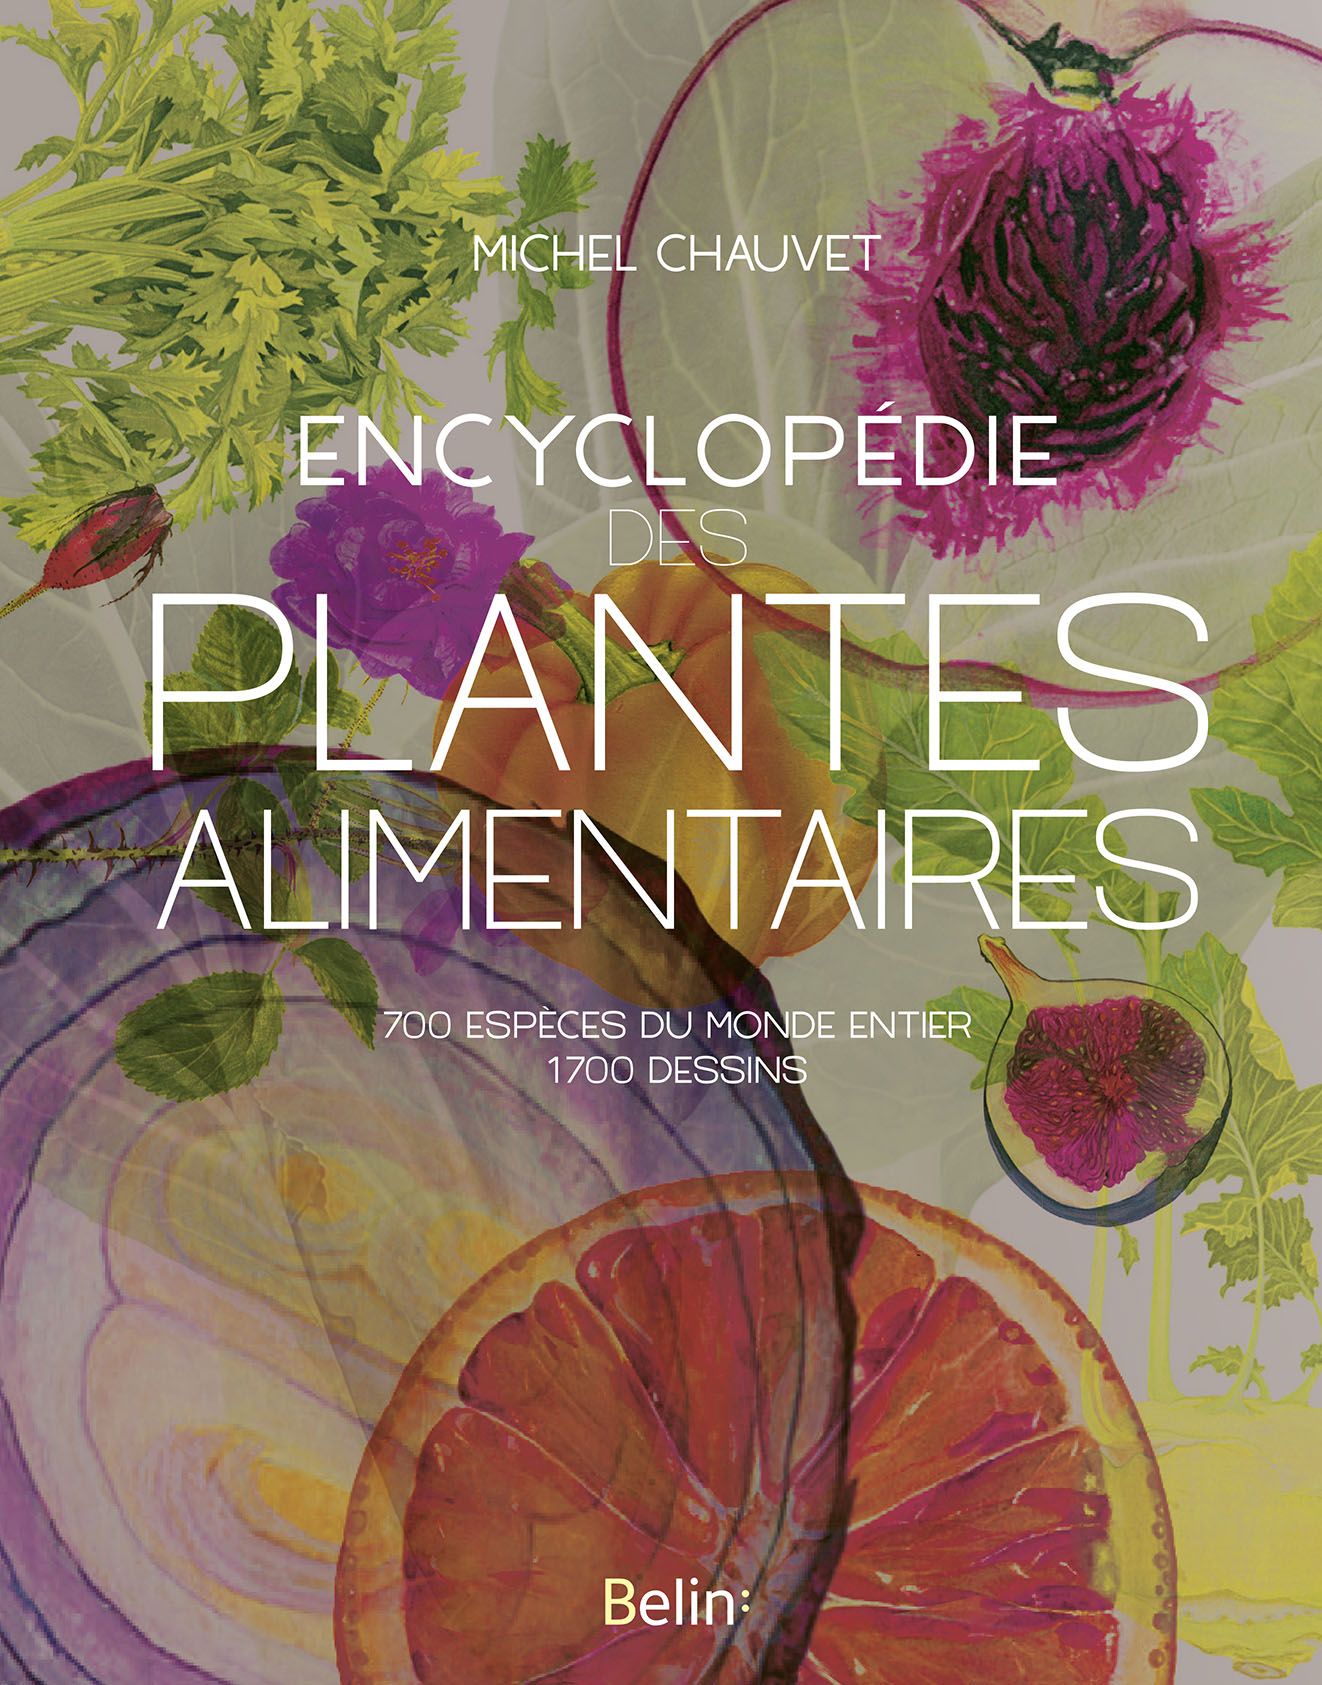 MICHEL CHAUVET
ENCYCLOPÉDIE
DES
PLANTES
ALIMENTAIRES
700 ESPÈCES DU MONDE ENTIER
1700 DESSINS
Belin: